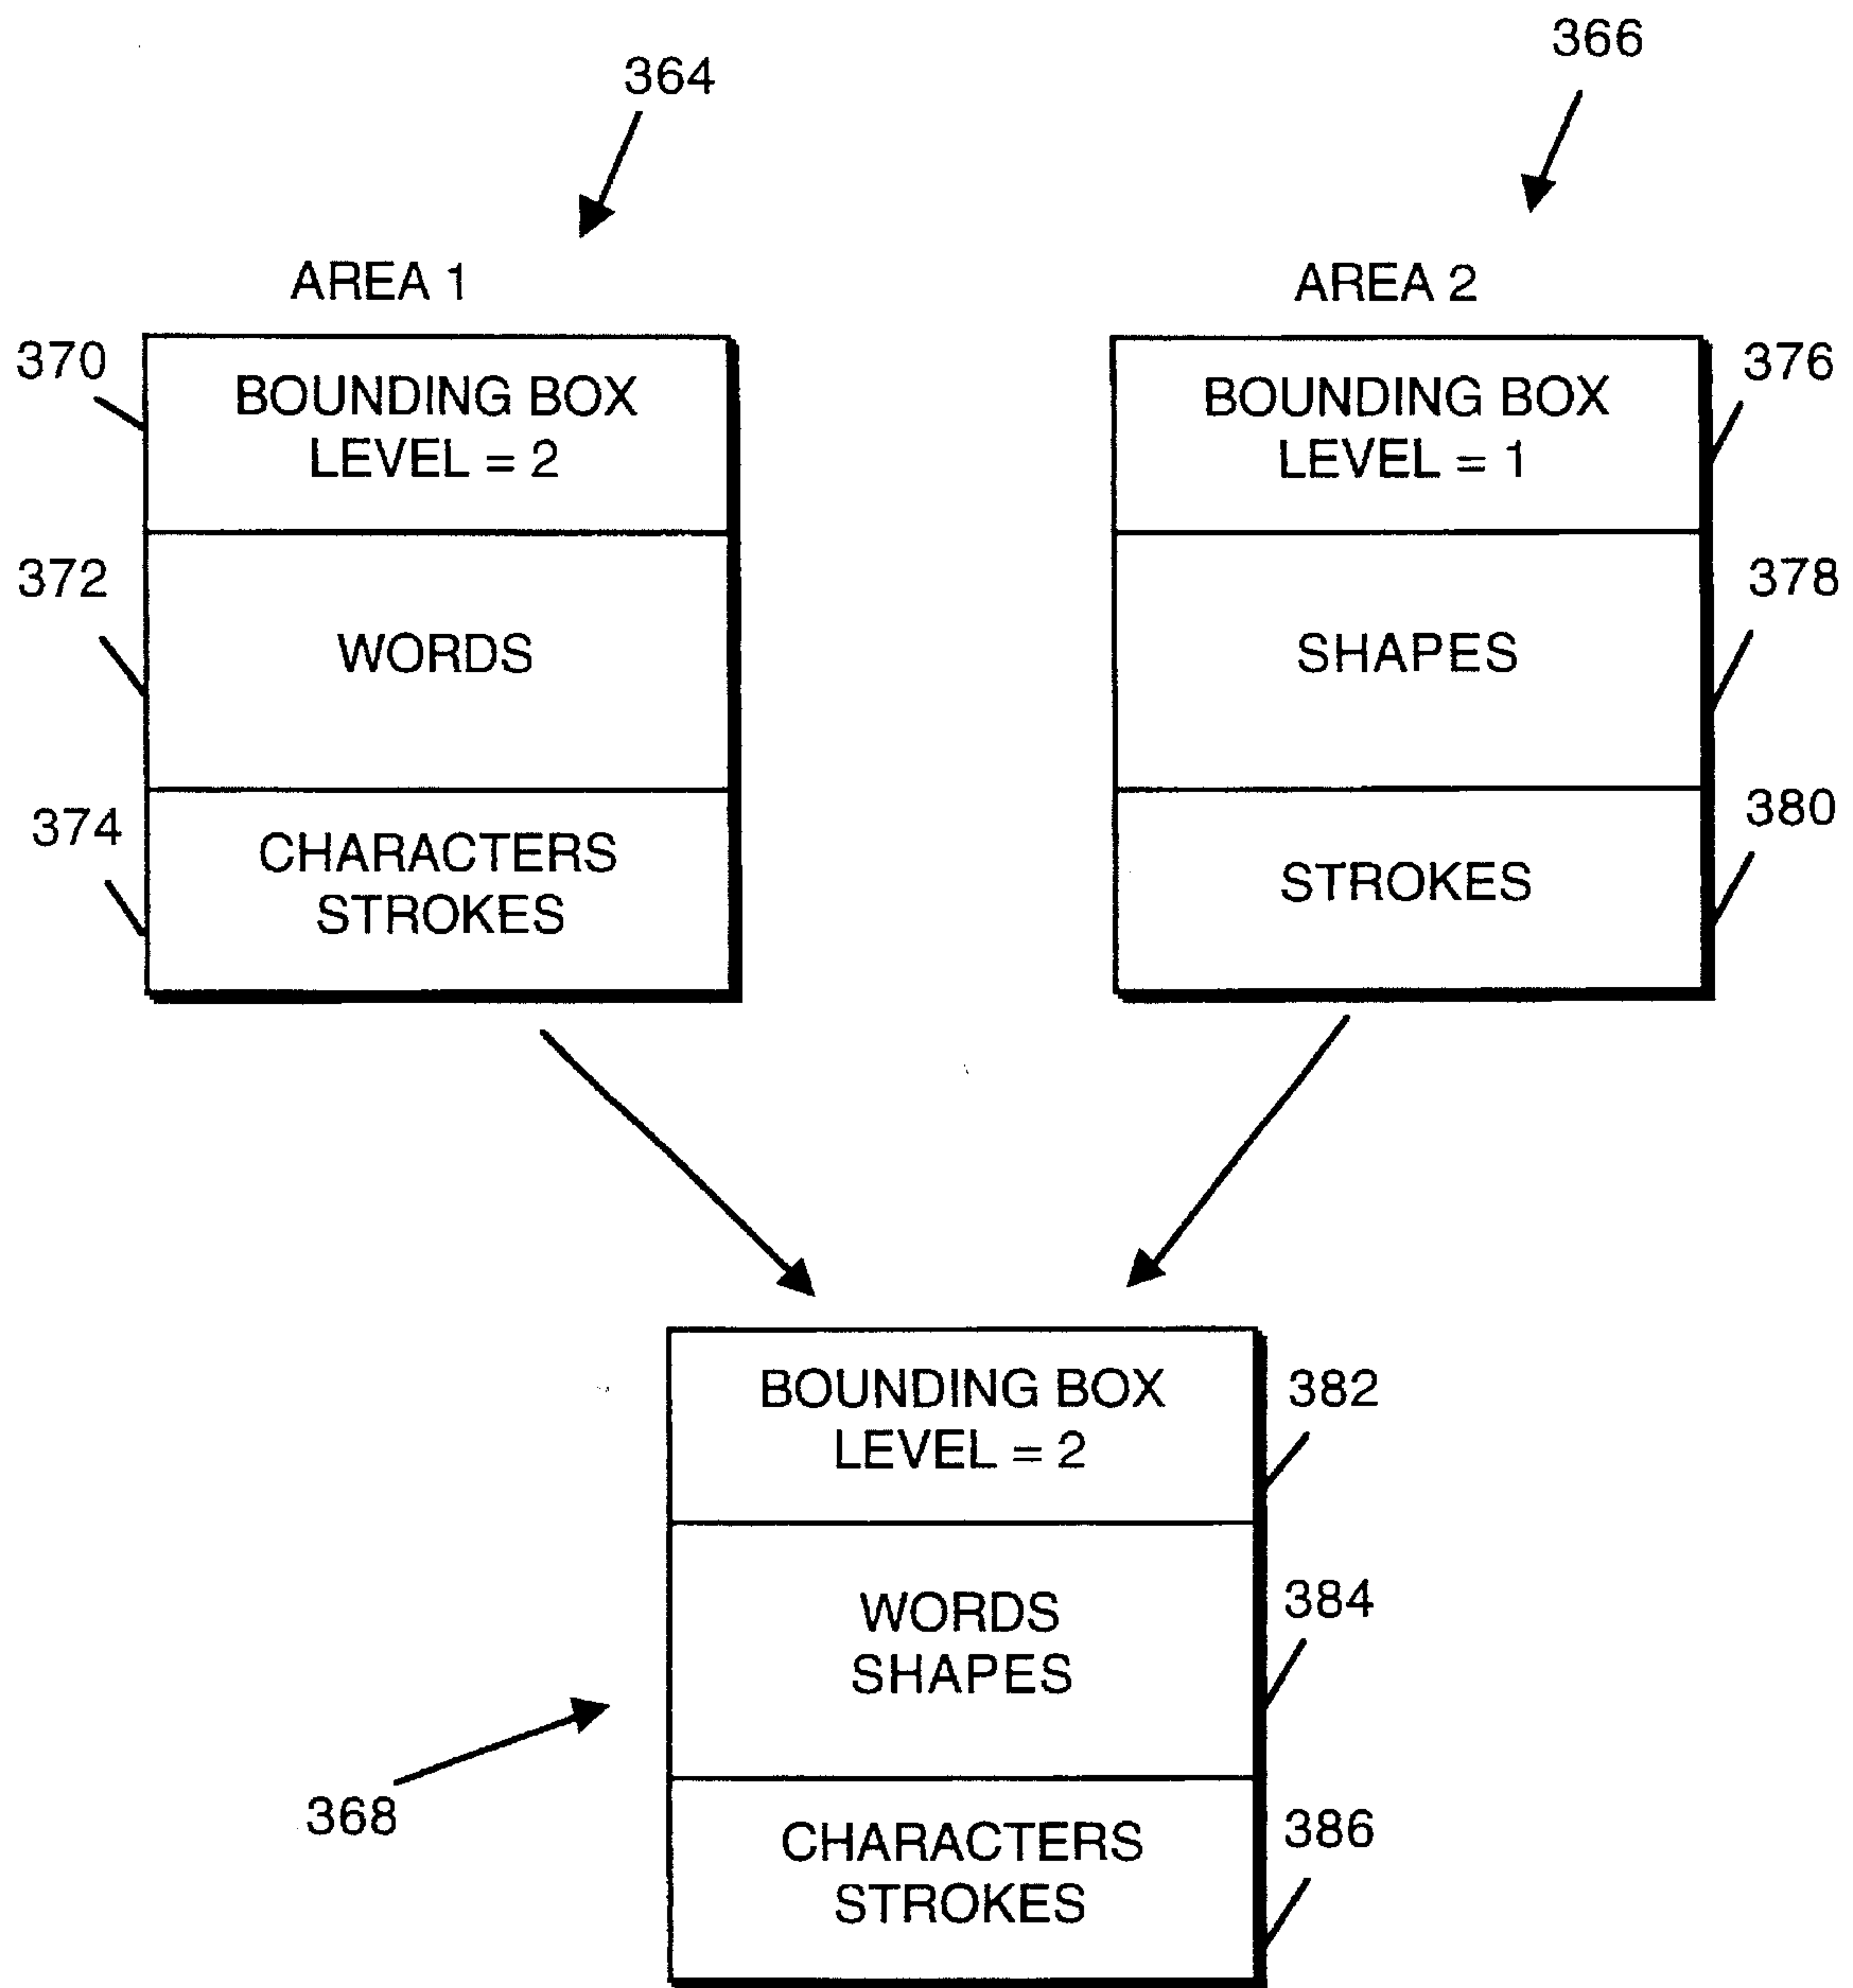 364
366
AREA 1
AREA 2
370
BOUNDING BOX
LEVEL = 2
BOUNDING BOX
LEVEL = 1
376
372
WORDS
SHAPES
378
374
CHARACTERS
STROKES
STROKES
380
BOUNDING BOX
LEVEL = 2
382
WORDS
SHAPES
384
368
CHARACTERS
STROKES
386